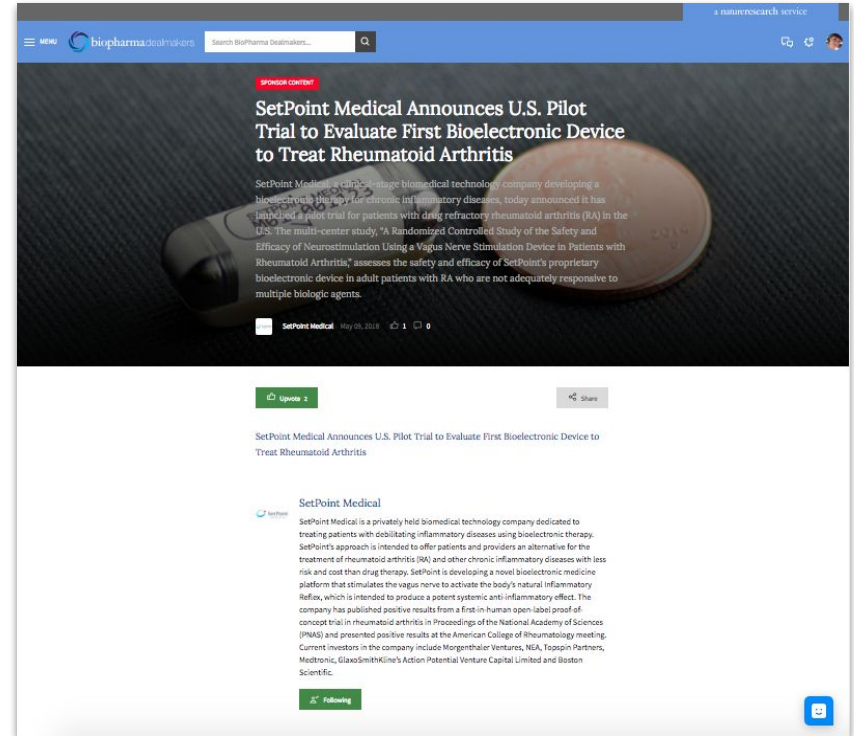 a natureresearch service
MENU
biopharmadealmakers
Search BioPharma Dealmakers...
SPONSOR CONTENT
SetPoint Medical Announces U.S. Pilot
Trial to Evaluate First Bioelectronic Device
to Treat Rheumatoid Arthritis
SetPoint Medical, a clinical-stage biomedical technology company developing a
bioelectronic therapy for chronic inflammatory diseases, today announced it has
launched a pilot trial for patients with drug refractory rheumatoid arthritis (RA) in the
U.S. The multi-center study, "A Randomized Controlled Study of the Safety and
Efficacy of Neurostimulation Using a Vagus Nerve Stimulation Device in Patients with
Rheumatoid Arthritis," assesses the safety and efficacy of SetPoint's proprietary
bioelectronic device in adult patients with RA who are not adequately responsive to
multiple biologic agents.
SetPoint Medical May 09, 2018 1 0
Upvote 2
Share
SetPoint Medical Announces U.S. Pilot Trial to Evaluate First Bioelectronic Device to
Treat Rheumatoid Arthritis
SetPoint
SetPoint Medical
SetPoint Medical is a privately held biomedical technology company dedicated to
treating patients with debilitating inflammatory diseases using bioelectronic therapy.
SetPoint's approach is intended to offer patients and providers an alternative for the
treatment of rheumatoid arthritis (RA) and other chronic inflammatory diseases with less
risk and cost than drug therapy. SetPoint is developing a novel bioelectronic medicine
platform that stimulates the vagus nerve to activate the body's natural Inflammatory
Reflex, which is intended to produce a potent systemic anti-inflammatory effect. The
company has published positive results from a first-in-human open-label proof-of-
concept trial in rheumatoid arthritis in Proceedings of the National Academy of Sciences
(PNAS) and presented positive results at the American College of Rheumatology meeting.
Current investors in the company include Morgenthaler Ventures, NEA, Topspin Partners,
Medtronic, GlaxoSmithKline's Action Potential Venture Capital Limited and Boston
Scientific.
Following